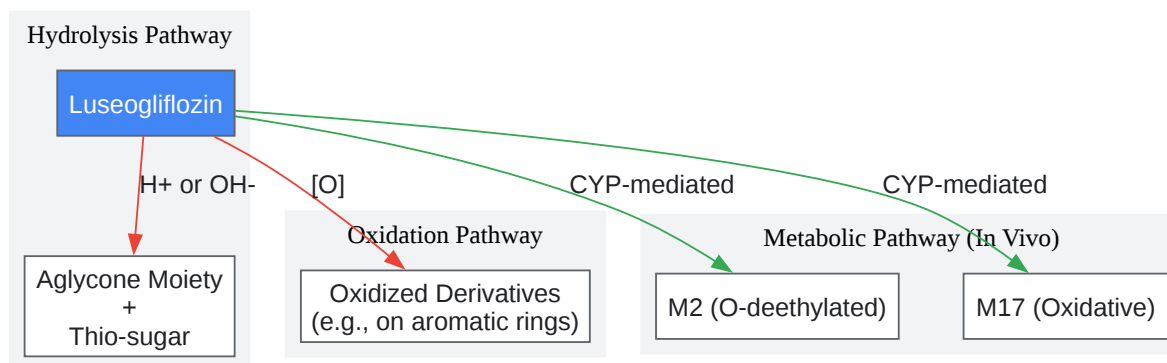 Hydrolysis Pathway
Luseogliflozin
H+ or OH-
[O]
CYP-mediated
CYP-mediated
Oxidation Pathway
Metabolic Pathway (In Vivo)
Aglycone Moiety
+
Thio-sugar
Oxidized Derivatives
(e.g., on aromatic rings)
M2 (O-deethylated)
M17 (Oxidative)